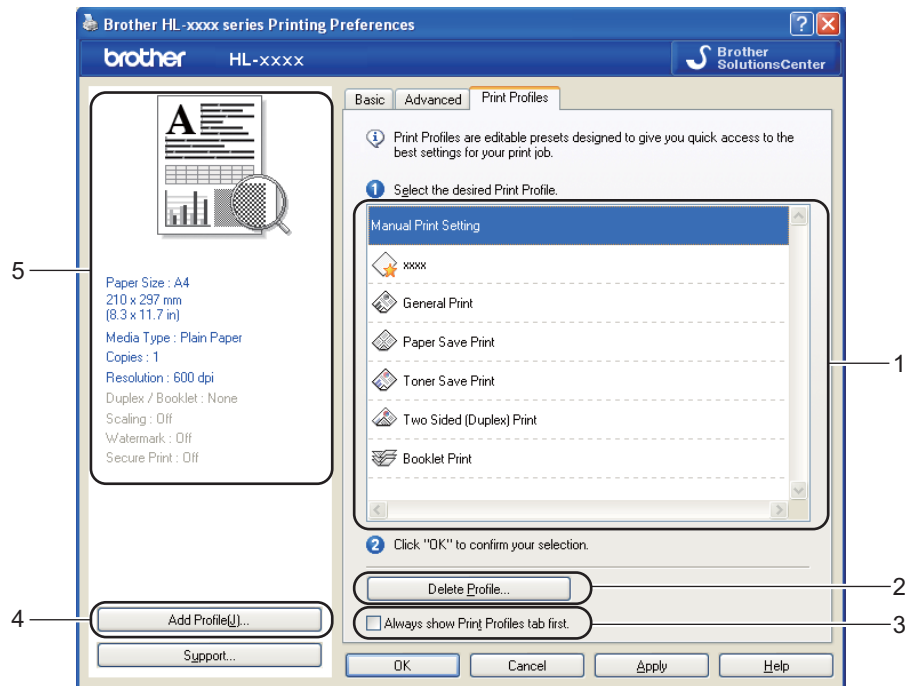 Brother HL-xxxx series Printing Preferences
brother HL-xxxx
Brother
SolutionsCenter
Basic Advanced Print Profiles
Print Profiles are editable presets designed to give you quick access to the
best settings for your print job.
1 Select the desired Print Profile.
Manual Print Setting
xxxx
General Print
Paper Save Print
Toner Save Print
Two Sided (Duplex) Print
Booklet Print
1
A
5
Paper Size : A4
210 x 297 mm
(8.3 x 11.7 in)
Media Type : Plain Paper
Copies : 1
Resolution : 600 dpi
Duplex / Booklet : None
Scaling : Off
Watermark : Off
Secure Print : Off
2 Click "OK" to confirm your selection.
Delete Profile...
2
Always show Print Profiles tab first.
3
4
Add Profile(J)...
Support...
OK Cancel Apply Help